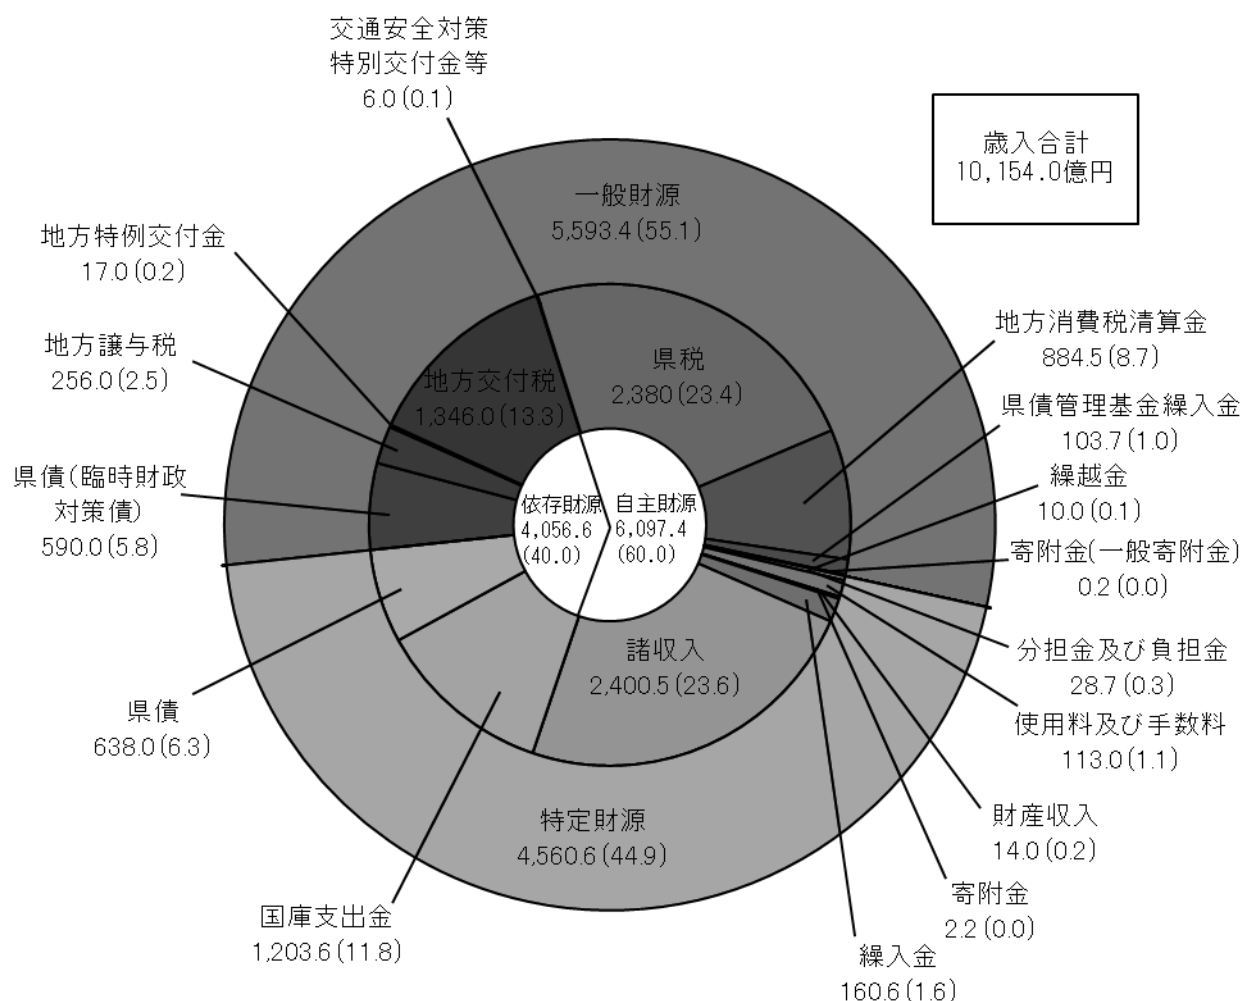 交通安全対策
特別交付金等
6.0(0.1)
歳入合計
10,154.0億円
一般財源
5,593.4(55.1)
地方特例交付金
17.0(0.2)
地方譲与税
256.0(2.5)
県債(臨時財政
対策債)
590.0(5.8)
地方交付税
1,346.0(13.3)
県税
2,380(23.4)
地方消費税清算金
884.5(8.7)
県債管理基金繰入金
103.7(1.0)
繰越金
10.0(0.1)
寄附金(一般寄附金)
0.2(0.0)
依存財源
4,056.6
(40.0)
自主財源
6,097.4
(60.0)
分担金及び負担金
28.7(0.3)
使用料及び手数料
113.0(1.1)
諸収入
2,400.5(23.6)
県債
638.0(6.3)
財産収入
14.0(0.2)
特定財源
4,560.6(44.9)
寄附金
2.2(0.0)
国庫支出金
1,203.6(11.8)
繰入金
160.6(1.6)